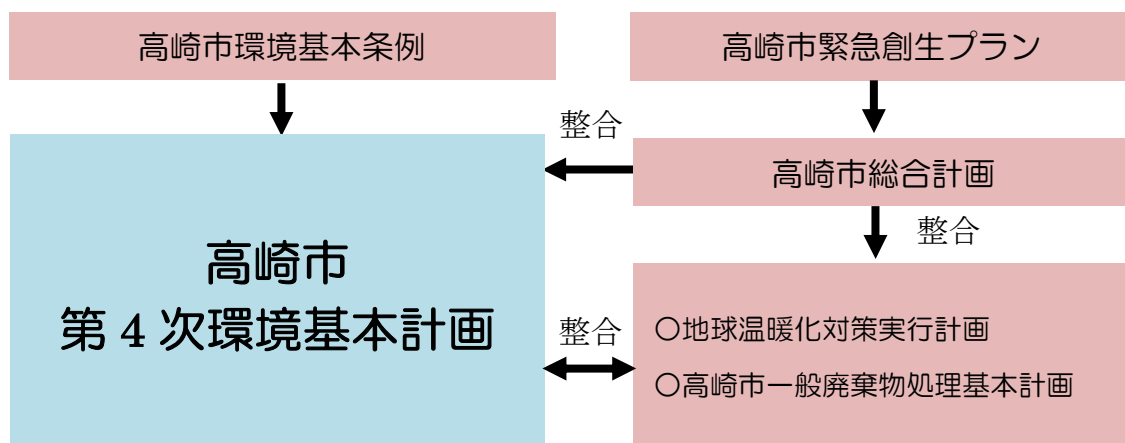 高崎市環境基本条例
高崎市緊急創生プラン
整合
高崎市総合計画
整合
高崎市
第 4 次環境基本計画
整合
〇地球温暖化対策実行計画
〇高崎市一般廃棄物処理基本計画